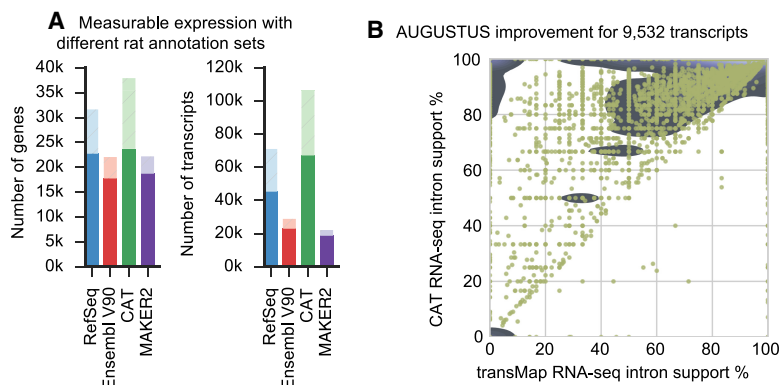 A Measurable expression with
different rat annotation sets
Number of genes
40k
35k
30k
25k
20k
15k
10k
5k
0k
RefSeq
Ensembl V90
CAT
MAKER2
Number of transcripts
120k
100k
80k
60k
40k
20k
0k
RefSeq
Ensembl V90
CAT
MAKER2
B AUGUSTUS improvement for 9,532 transcripts
CAT RNA-seq intron support %
100
80
60
40
20
0
0 20 40 60 80 100
transMap RNA-seq intron support %